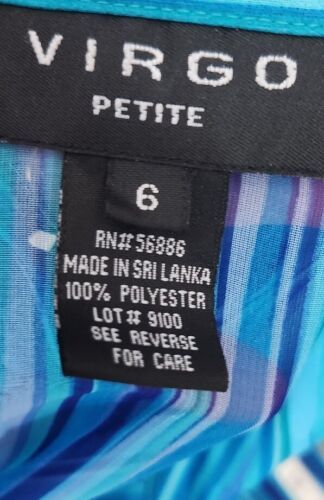 VIRGO
PETITE
6
RN# 56886
MADE IN SRI LANKA
100% POLYESTER
LOT # 9100
SEE REVERSE
FOR CARE